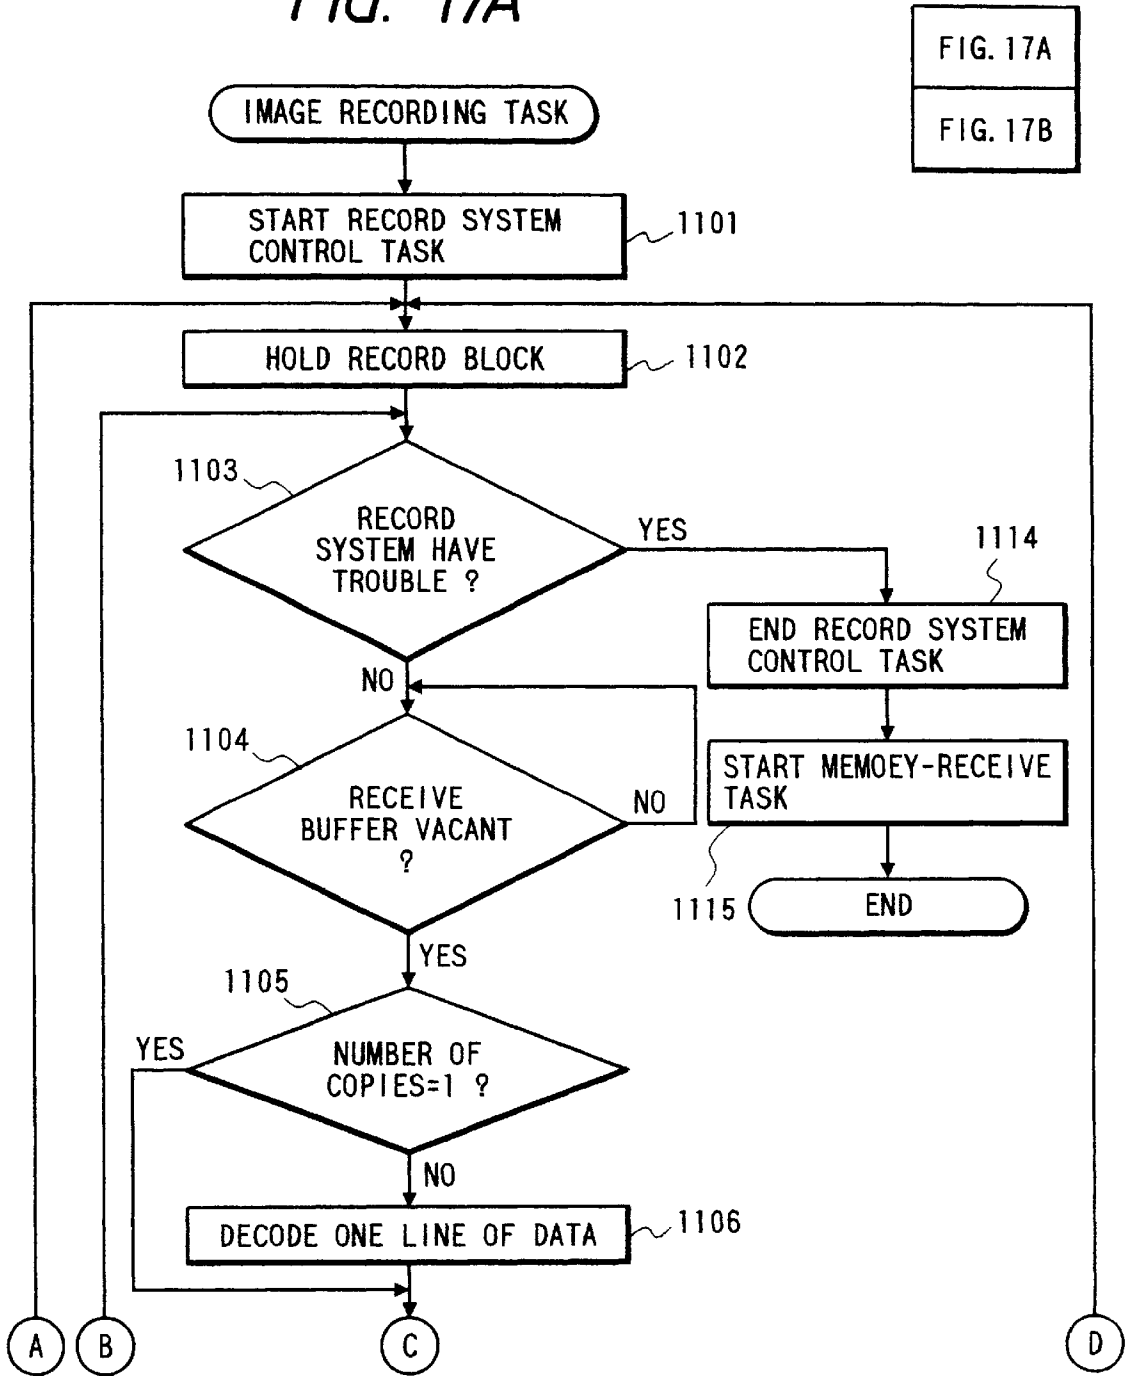 FIG. 17A
FIG. 17A
FIG. 17B
IMAGE RECORDING TASK
START RECORD SYSTEM
CONTROL TASK
1101
HOLD RECORD BLOCK
1102
1103
RECORD
SYSTEM HAVE
TROUBLE ?
YES
NO
1114
END RECORD SYSTEM
CONTROL TASK
START MEMOEY-RECEIVE
TASK
1115
END
1104
RECEIVE
BUFFER VACANT
?
NO
YES
1105
YES
NUMBER OF
COPIES=1 ?
NO
DECODE ONE LINE OF DATA
1106
A
B
C
D